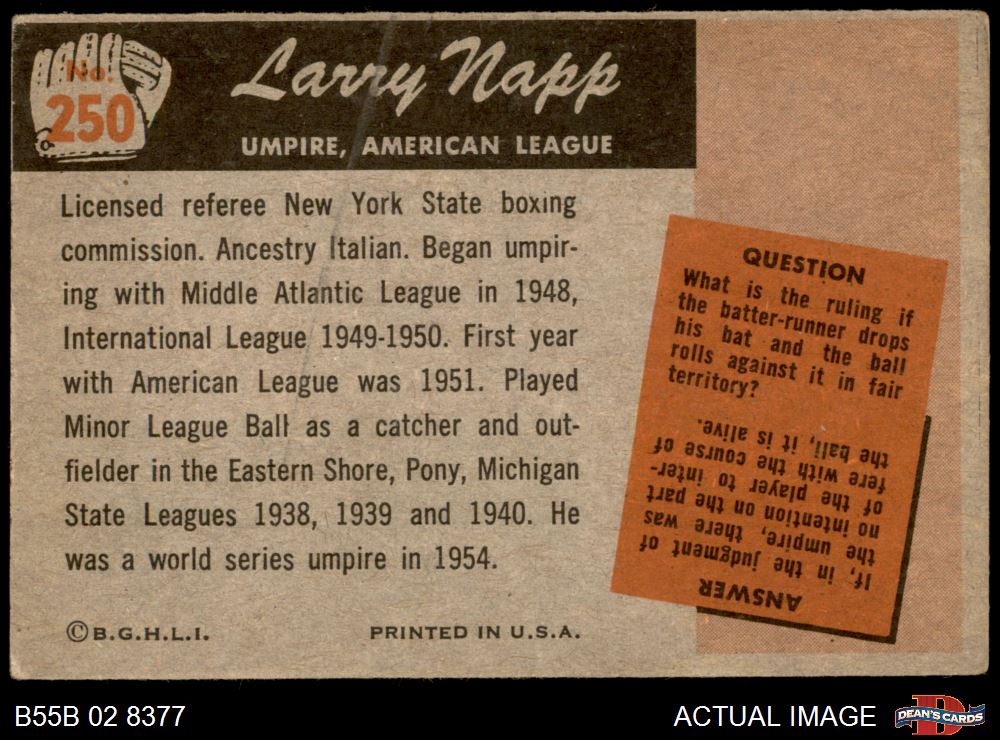 No.
250
Larry Napp
UMPIRE, AMERICAN LEAGUE
Licensed referee New York State boxing
commission. Ancestry Italian. Began umpir-
ing with Middle Atlantic League in 1948,
International League 1949-1950. First year
with American League was 1951. Played
Minor League Ball as a catcher and out-
fielder in the Eastern Shore, Pony, Michigan
State Leagues 1938, 1939 and 1940. He
was a world series umpire in 1954.
©B.G.H.L.I.
PRINTED IN U.S.A.
QUESTION
What is the ruling if
the batter-runner drops
his bat and the ball
rolls against it in fair
territory?
ANSWER
If, in the judgment of
the umpire, there was
no intention on the part
of the player to inter-
fere with the course of
the ball, it is alive.
B55B 02 8377
ACTUAL IMAGE
D
DEAN'S CARDS